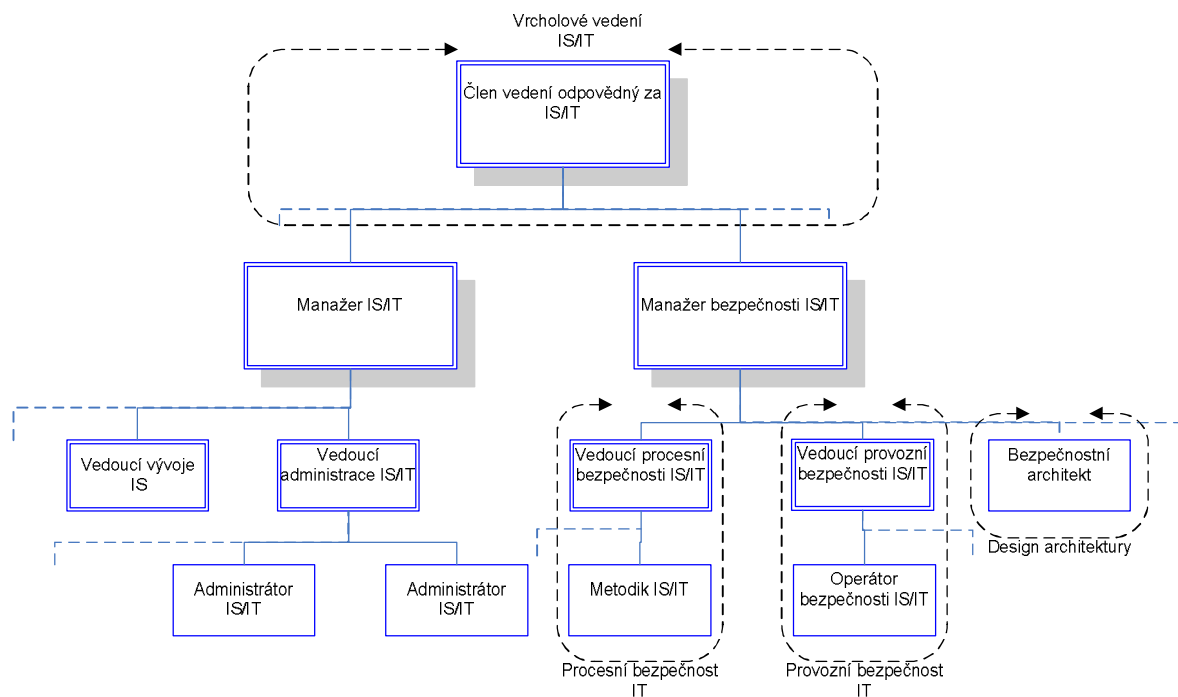 Vrcholové vedení
IS/IT
Člen vedení odpovědný za
IS/IT
Manažer IS/IT
Manažer bezpečnosti IS/IT
Vedoucí vývoje
IS
Vedoucí
administrace IS/IT
Vedoucí procesní
bezpečnosti IS/IT
Vedoucí provozní
bezpečnosti IS/IT
Bezpečnostní
architekt
Design architektury
Administrátor
IS/IT
Administrátor
IS/IT
Metodik IS/IT
Operátor
bezpečnosti IS/IT
Procesní bezpečnost
IT
Provozní bezpečnost
IT